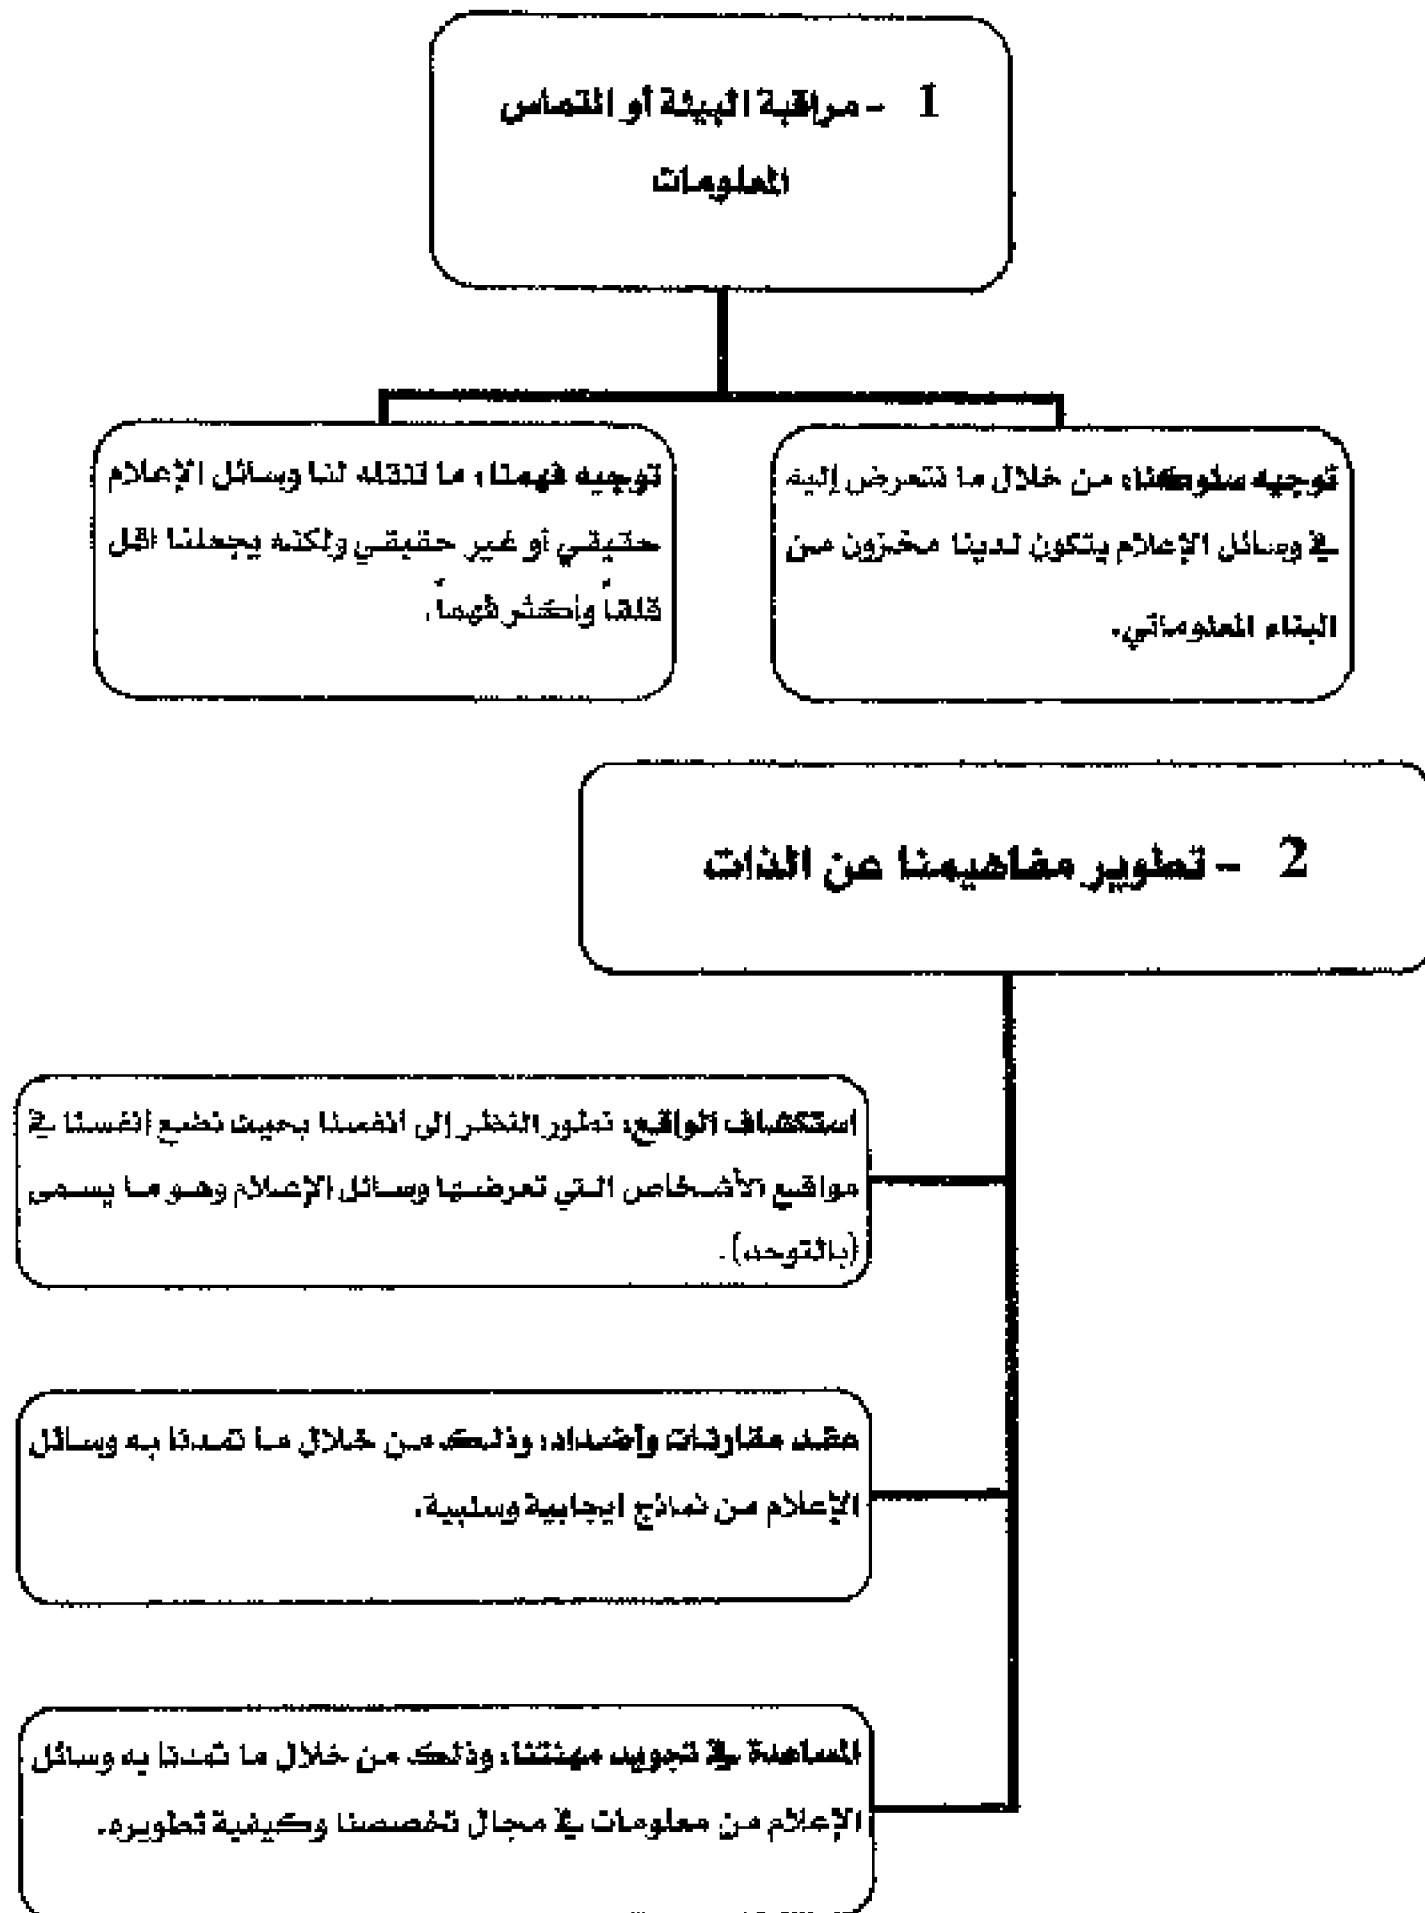 1 - مراقبة البيئة أو التماس
المعلومات
توجيه سلوكنا، من خلال ما نتعرض إليه
في وسائل الإعلام يتكون لدينا مخزون من
البناء المعلوماتي.
توجيه فهمنا، ما تنقله لنا وسائل الإعلام
حقيقي أو غير حقيقي ولكنه يجعلنا اقل
قلقاً واكثر فهماً.
2 - تطوير مفاهيمنا عن الذات
استكشاف الواقع، تطور النظر إلى أنفسنا بحيث نضع أنفسنا في
مواقع الأشخاص التي تعرضها وسائل الإعلام وهو ما يسمى
(بالتوحد).
عقد مقارنات وأضداد، وذلك من خلال ما تمدنا به وسائل
الإعلام من نماذج ايجابية وسلبية.
المساعدة في تجويد مهنتنا، وذلك من خلال ما تمدنا به وسائل
الإعلام من معلومات في مجال تخصصنا وكيفية تطويره.